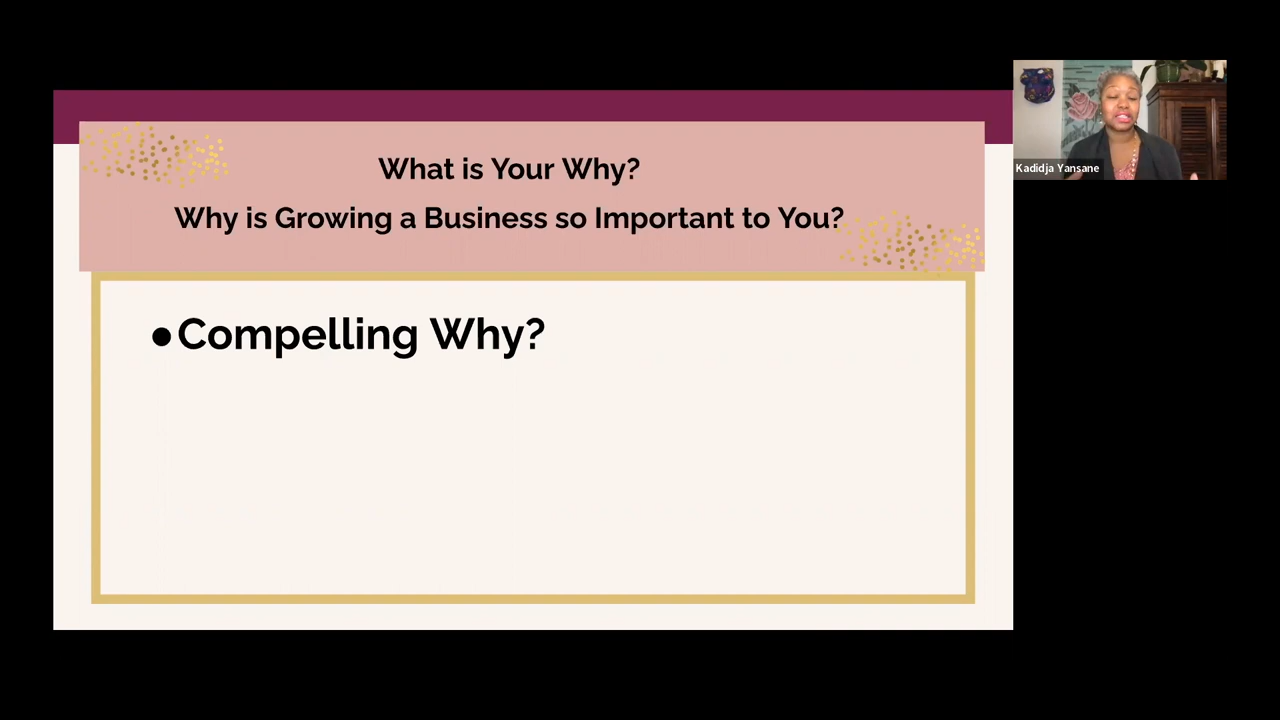 What is Your Why?
Why is Growing a Business so Important to You?
●Compelling Why?
Kadidja Yansane